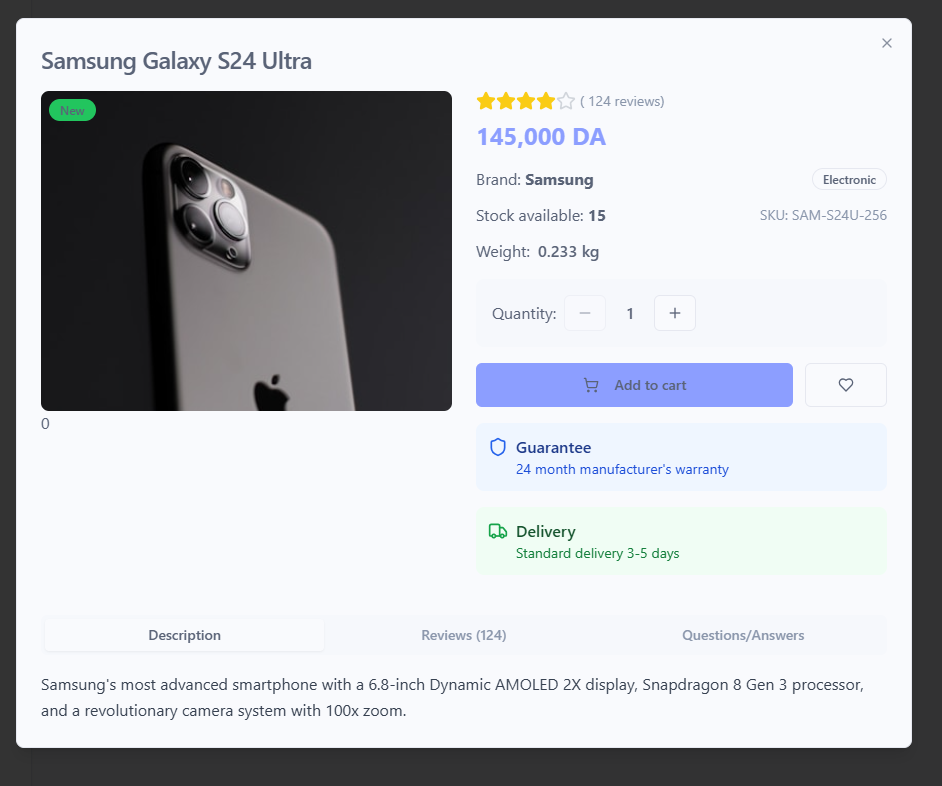 Samsung Galaxy S24 Ultra
New
( 124 reviews)
145,000 DA
Brand: Samsung
Electronic
Stock available: 15
SKU: SAM-S24U-256
Weight: 0.233 kg
Quantity: 1
Add to cart
0
Guarantee
24 month manufacturer's warranty
Delivery
Standard delivery 3-5 days
Description
Reviews (124)
Questions/Answers
Samsung's most advanced smartphone with a 6.8-inch Dynamic AMOLED 2X display, Snapdragon 8 Gen 3 processor,
and a revolutionary camera system with 100x zoom.